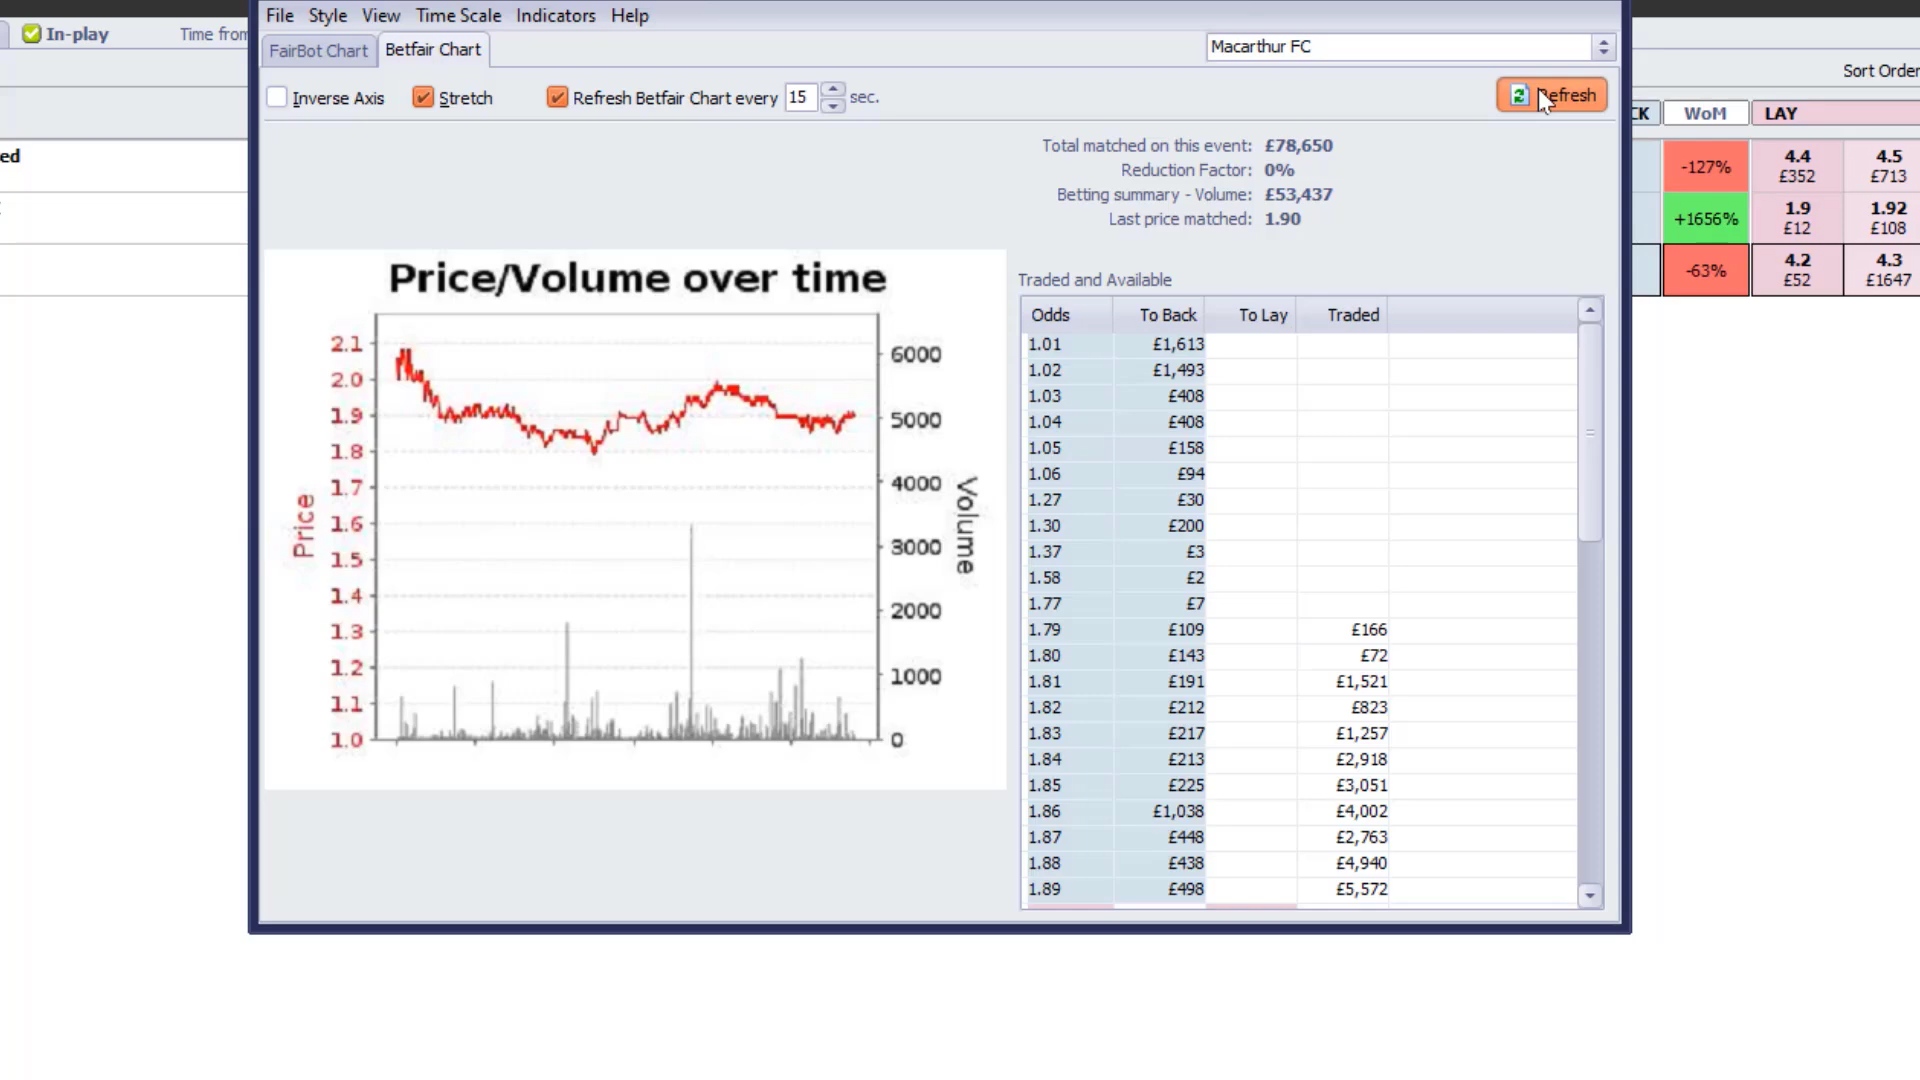 File Style View Time Scale Indicators Help
In-play Time from
FairBot Chart Betfair Chart Macarthur FC
Sort Order
Inverse Axis Stretch Refresh Betfair Chart every 15 sec. Refresh
CK WoM LAY
Total matched on this event: £78,650
Reduction Factor: 0%
Betting summary - Volume: £53,437
Last price matched: 1.90
ed
-127% 4.4 4.5
£352 £713
+1656% 1.9 1.92
£12 £108
-63% 4.2 4.3
£52 £1647
Price/Volume over time
Price
2.1
2.0
1.9
1.8
1.7
1.6
1.5
1.4
1.3
1.2
1.1
1.0
6000
5000
4000
3000
2000
1000
0
Volume
Traded and Available
Odds To Back To Lay Traded
1.01 £1,613
1.02 £1,493
1.03 £408
1.04 £408
1.05 £158
1.06 £94
1.27 £30
1.30 £200
1.37 £3
1.58 £2
1.77 £7
1.79 £109 £166
1.80 £143 £72
1.81 £191 £1,521
1.82 £212 £823
1.83 £217 £1,257
1.84 £213 £2,918
1.85 £225 £3,051
1.86 £1,038 £4,002
1.87 £448 £2,763
1.88 £438 £4,940
1.89 £498 £5,572